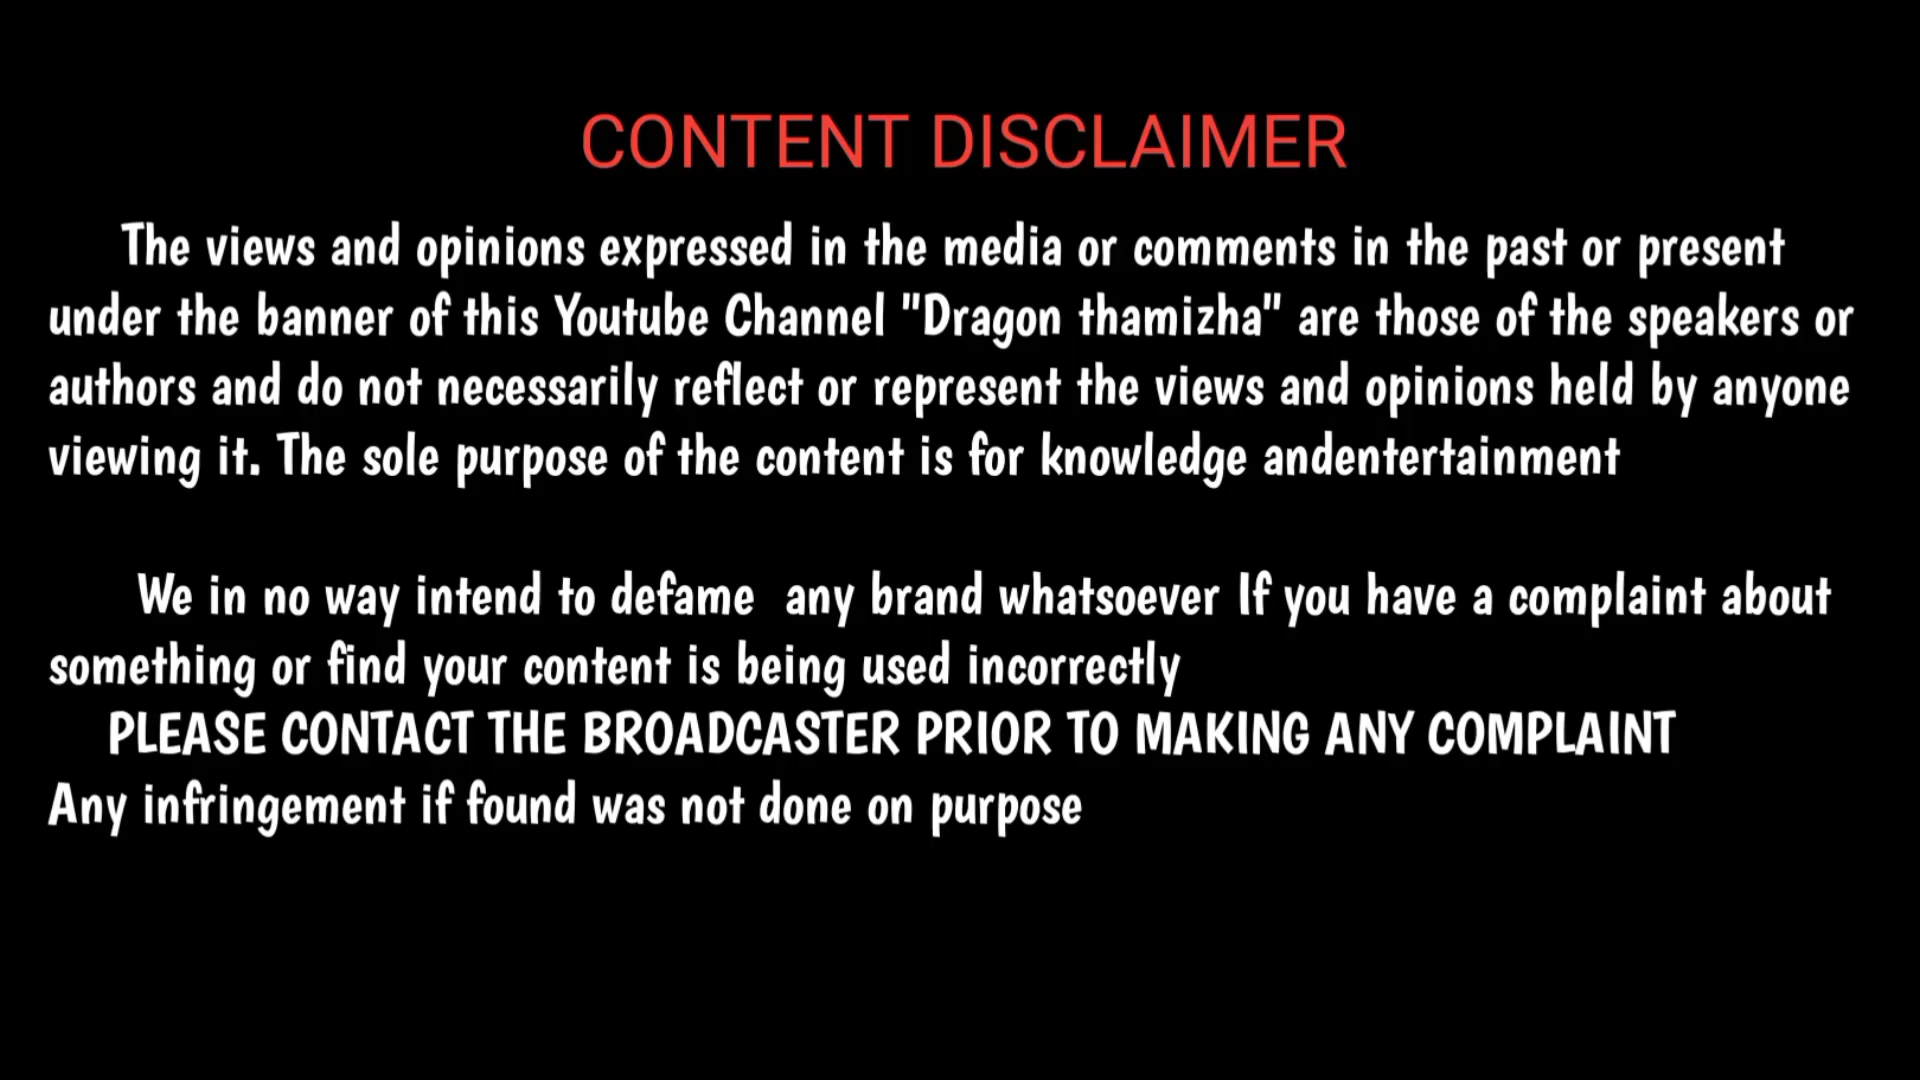 CONTENT DISCLAIMER
The views and opinions expressed in the media or comments in the past or present
under the banner of this Youtube Channel "Dragon thamizha" are those of the speakers or
authors and do not necessarily reflect or represent the views and opinions held by anyone
viewing it. The sole purpose of the content is for knowledge andentertainment
We in no way intend to defame any brand whatsoever If you have a complaint about
something or find your content is being used incorrectly
PLEASE CONTACT THE BROADCASTER PRIOR TO MAKING ANY COMPLAINT
Any infringement if found was not done on purpose